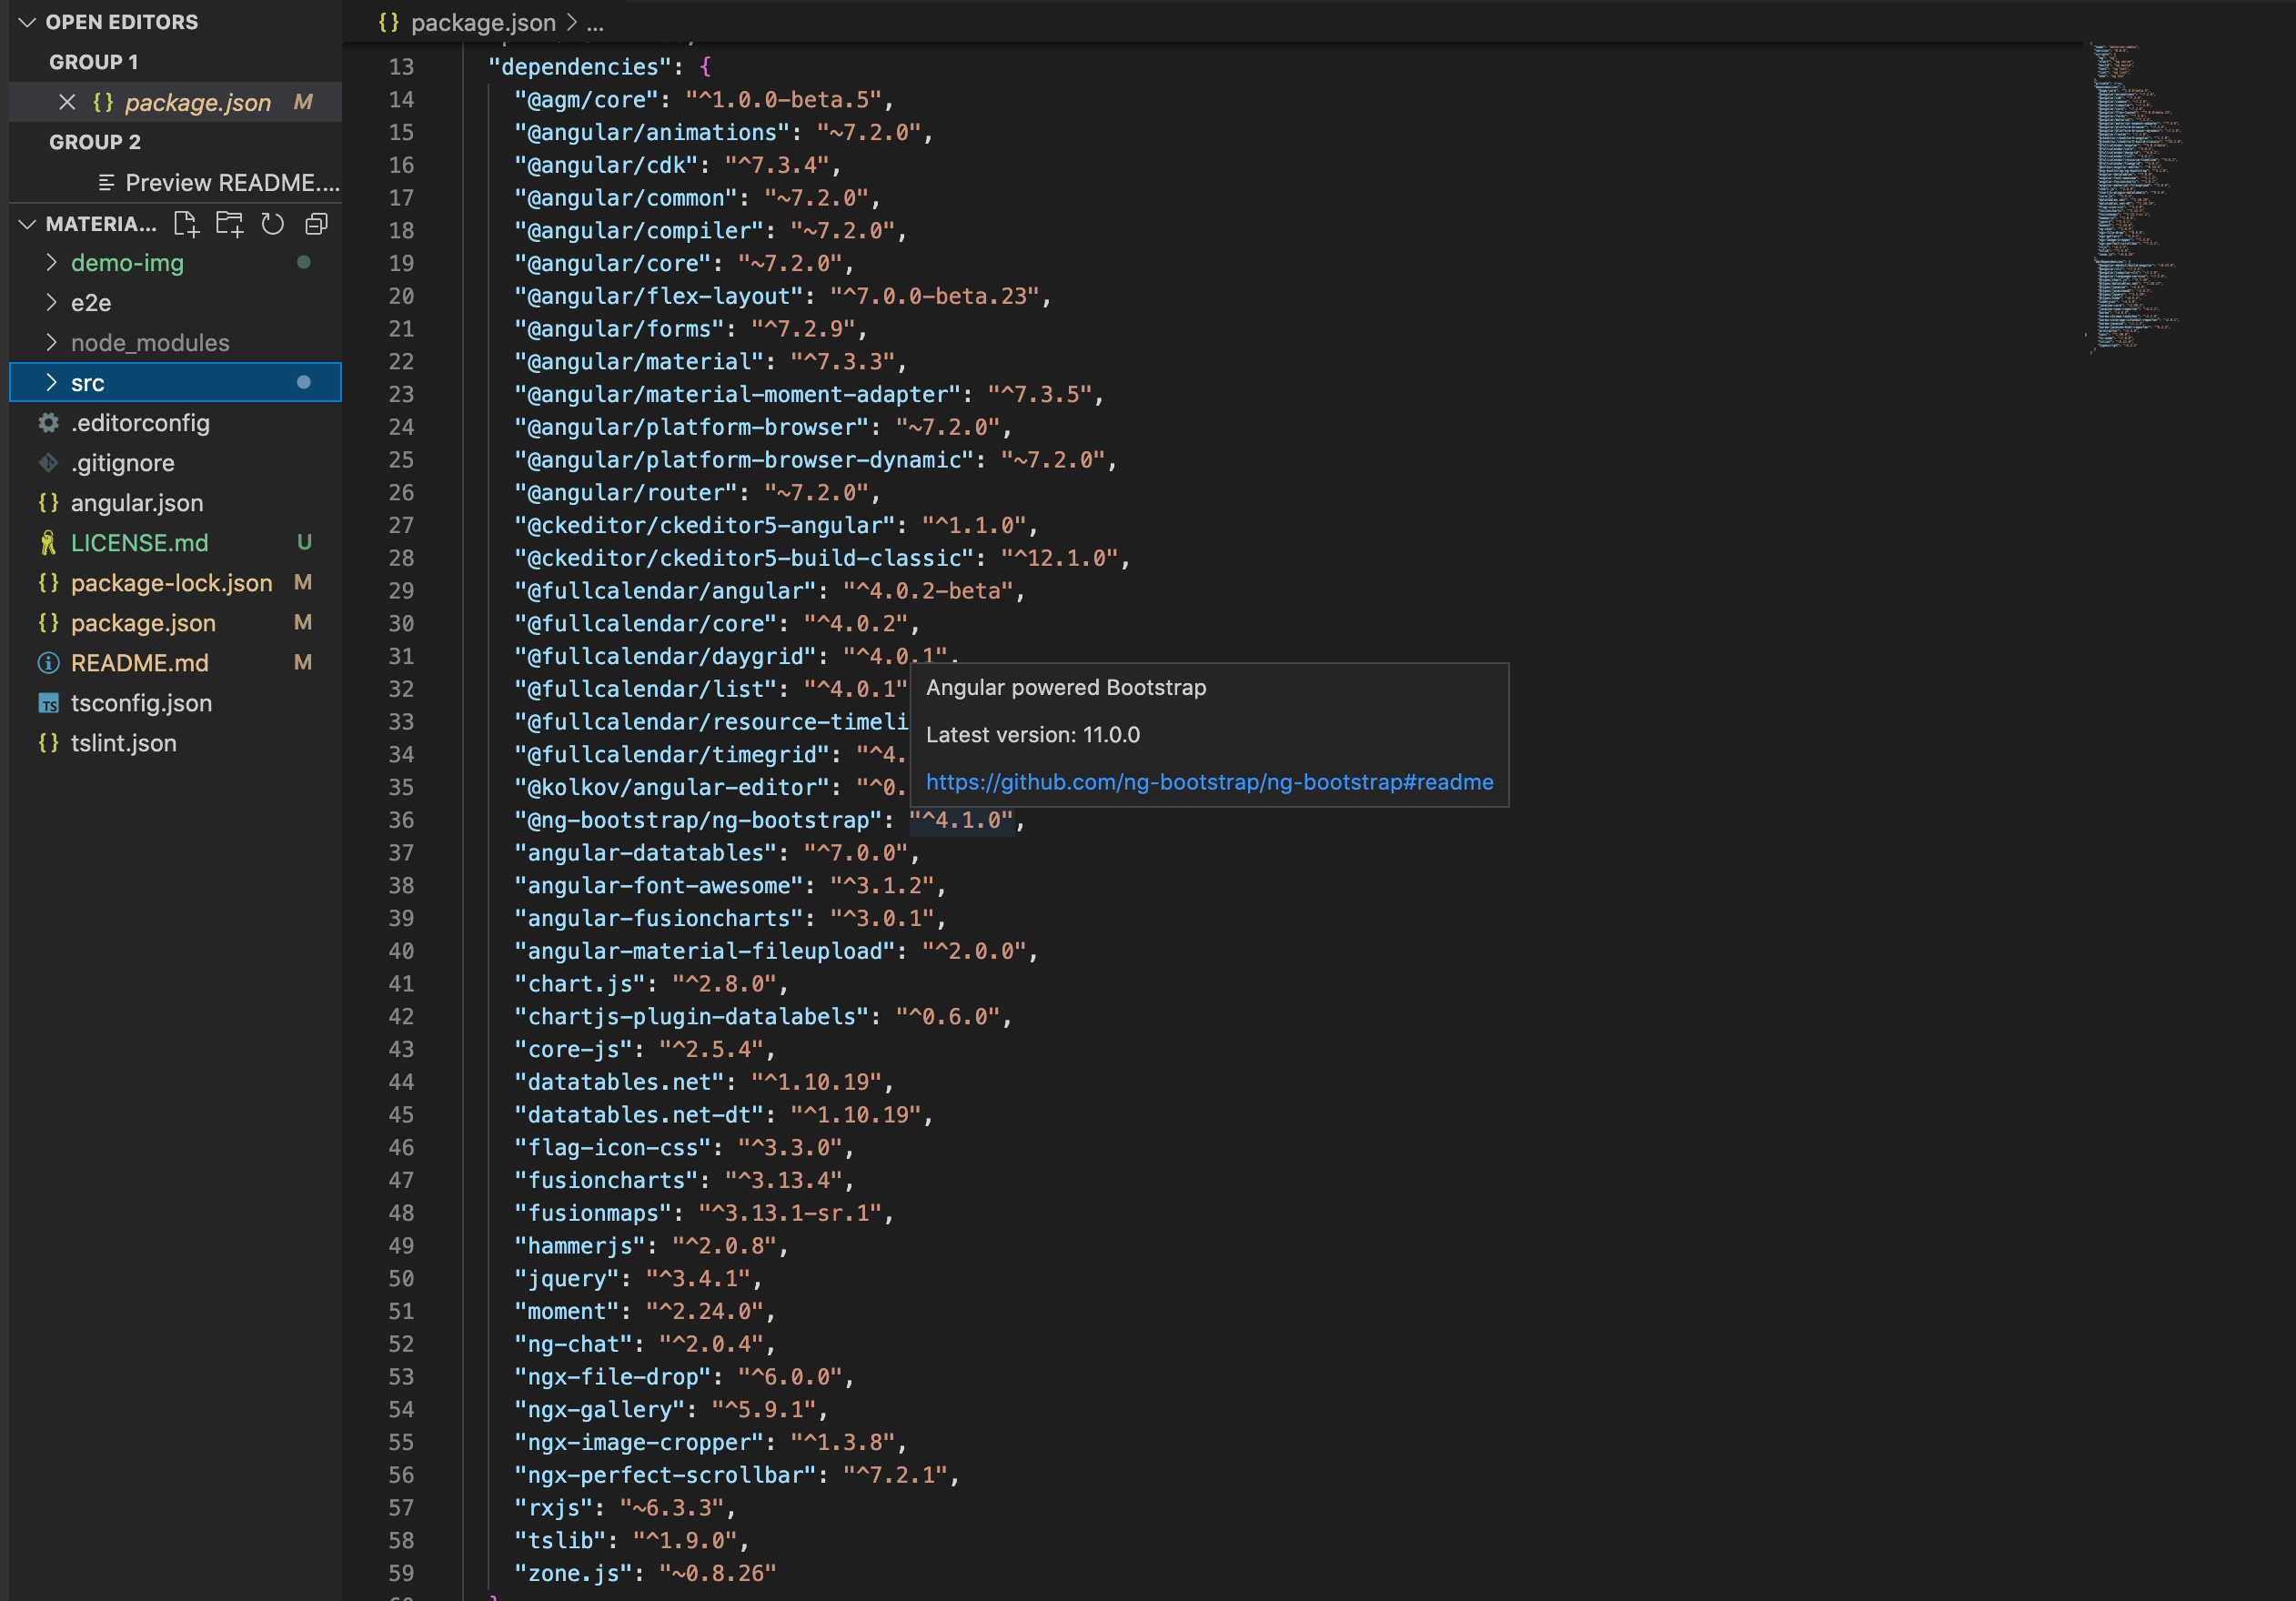 OPEN EDITORS
GROUP 1
package.json M
GROUP 2
Preview README....
MATERIA...
demo-img
e2e
node_modules
src
.editorconfig
.gitignore
angular.json
LICENSE.md U
package-lock.json M
package.json M
README.md M
tsconfig.json
tslint.json
package.json > ...
13 "dependencies": {
14 "@agm/core": "^1.0.0-beta.5",
15 "@angular/animations": "~7.2.0",
16 "@angular/cdk": "^7.3.4",
17 "@angular/common": "~7.2.0",
18 "@angular/compiler": "~7.2.0",
19 "@angular/core": "~7.2.0",
20 "@angular/flex-layout": "^7.0.0-beta.23",
21 "@angular/forms": "^7.2.9",
22 "@angular/material": "^7.3.3",
23 "@angular/material-moment-adapter": "^7.3.5",
24 "@angular/platform-browser": "~7.2.0",
25 "@angular/platform-browser-dynamic": "~7.2.0",
26 "@angular/router": "~7.2.0",
27 "@ckeditor/ckeditor5-angular": "^1.1.0",
28 "@ckeditor/ckeditor5-build-classic": "^12.1.0",
29 "@fullcalendar/angular": "^4.0.2-beta",
30 "@fullcalendar/core": "^4.0.2",
31 "@fullcalendar/daygrid": "^4.0.1",
32 "@fullcalendar/list": "^4.0.1"
33 "@fullcalendar/resource-timeli
34 "@fullcalendar/timegrid": "^4.
35 "@kolkov/angular-editor": "^0.
Angular powered Bootstrap
Latest version: 11.0.0
https://github.com/ng-bootstrap/ng-bootstrap#readme
36 "@ng-bootstrap/ng-bootstrap": "^4.1.0",
37 "angular-datatables": "^7.0.0",
38 "angular-font-awesome": "^3.1.2",
39 "angular-fusioncharts": "^3.0.1",
40 "angular-material-fileupload": "^2.0.0",
41 "chart.js": "^2.8.0",
42 "chartjs-plugin-datalabels": "^0.6.0",
43 "core-js": "^2.5.4",
44 "datatables.net": "^1.10.19",
45 "datatables.net-dt": "^1.10.19",
46 "flag-icon-css": "^3.3.0",
47 "fusioncharts": "^3.13.4",
48 "fusionmaps": "^3.13.1-sr.1",
49 "hammerjs": "^2.0.8",
50 "jquery": "^3.4.1",
51 "moment": "^2.24.0",
52 "ng-chat": "^2.0.4",
53 "ngx-file-drop": "^6.0.0",
54 "ngx-gallery": "^5.9.1",
55 "ngx-image-cropper": "^1.3.8",
56 "ngx-perfect-scrollbar": "^7.2.1",
57 "rxjs": "~6.3.3",
58 "tslib": "^1.9.0",
59 "zone.js": "~0.8.26"